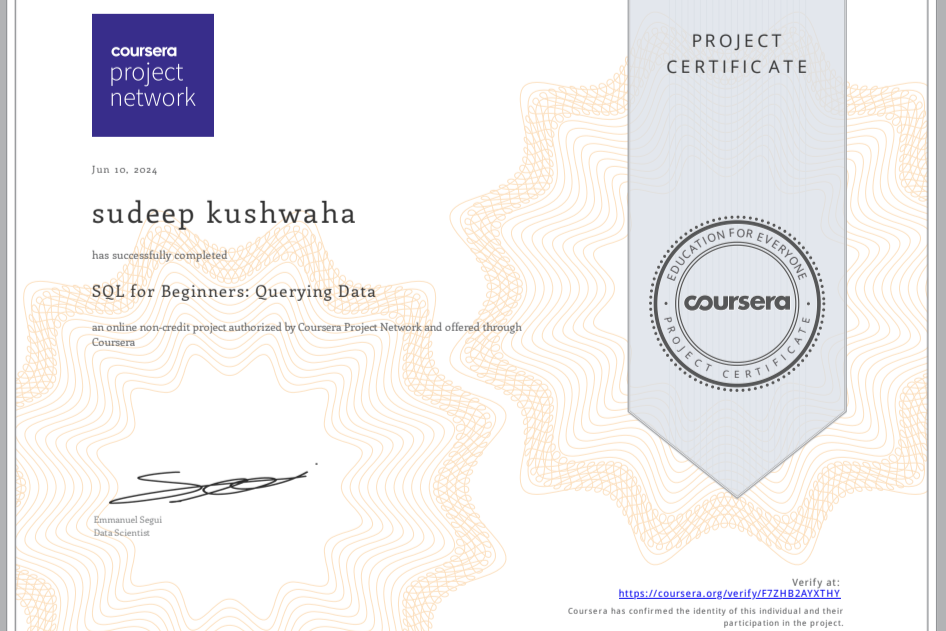 coursera
project
network
PROJECT
CERTIFICATE
Jun 10, 2024
sudeep kushwaha
has successfully completed
SQL for Beginners: Querying Data
an online non-credit project authorized by Coursera Project Network and offered through
Coursera
EDUCATION FOR EVERYONE
coursera
PROJECT CERTIFICATE
Emmanuel Segui
Data Scientist
Verify at:
https://coursera.org/verify/F7ZHB2AYXTHY
Coursera has confirmed the identity of this individual and their
participation in the project.